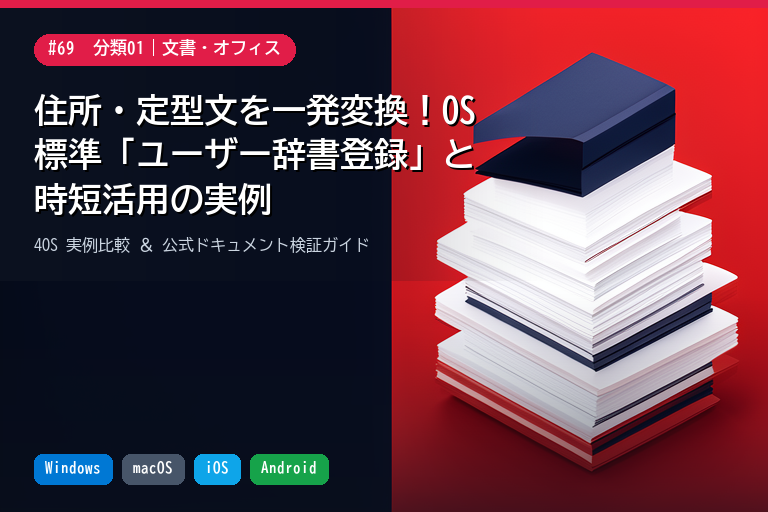 #69 分類01｜文書・オフィス
住所・定型文を一発変換！OS
標準「ユーザー辞書登録」と
時短活用の実例
4OS 実例比較 ＆ 公式ドキュメント検証ガイド
Windows macOS iOS Android